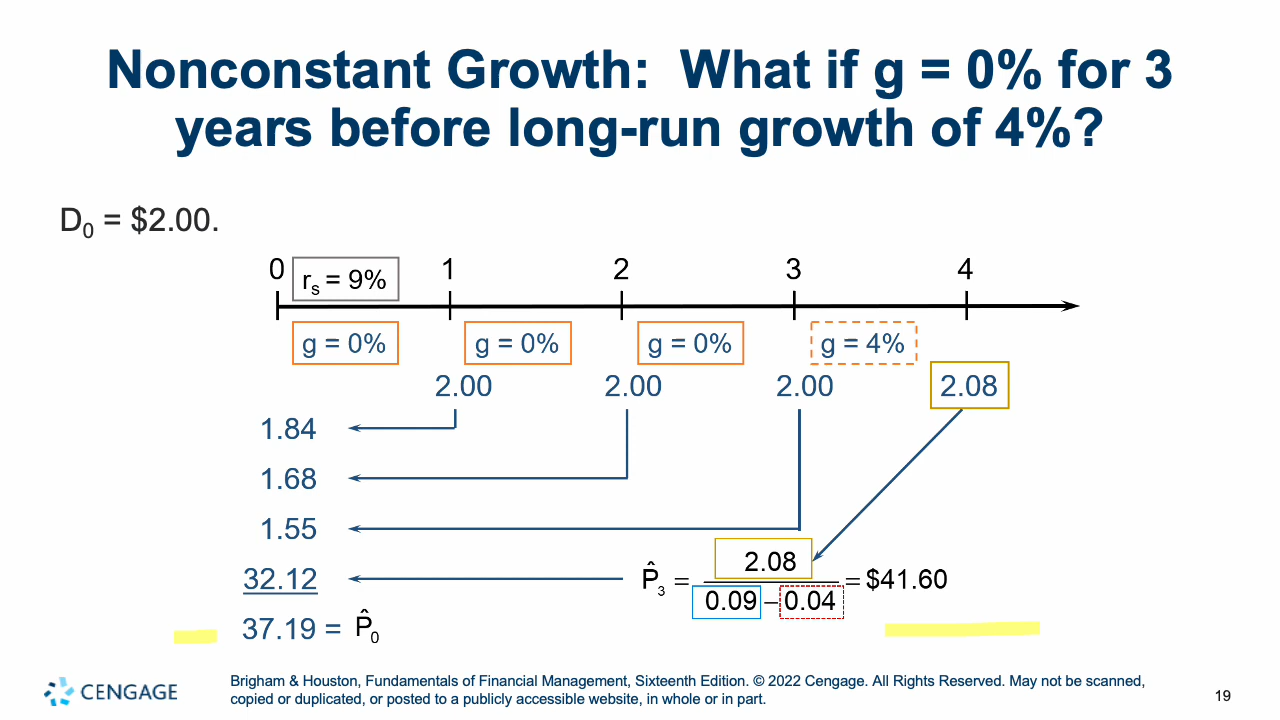 Nonconstant Growth: What if g = 0% for 3
years before long-run growth of 4%?
D₀ = $2.00.
0 rₛ = 9% 1 2 3 4
g = 0% g = 0% g = 0% g = 4%
2.00 2.00 2.00 2.08
1.84
1.68
1.55
32.12
P̂₃ = 2.08 / 0.09 – 0.04 = $41.60
37.19 = P̂₀
CENGAGE
Brigham & Houston, Fundamentals of Financial Management, Sixteenth Edition. © 2022 Cengage. All Rights Reserved. May not be scanned,
copied or duplicated, or posted to a publicly accessible website, in whole or in part.
19